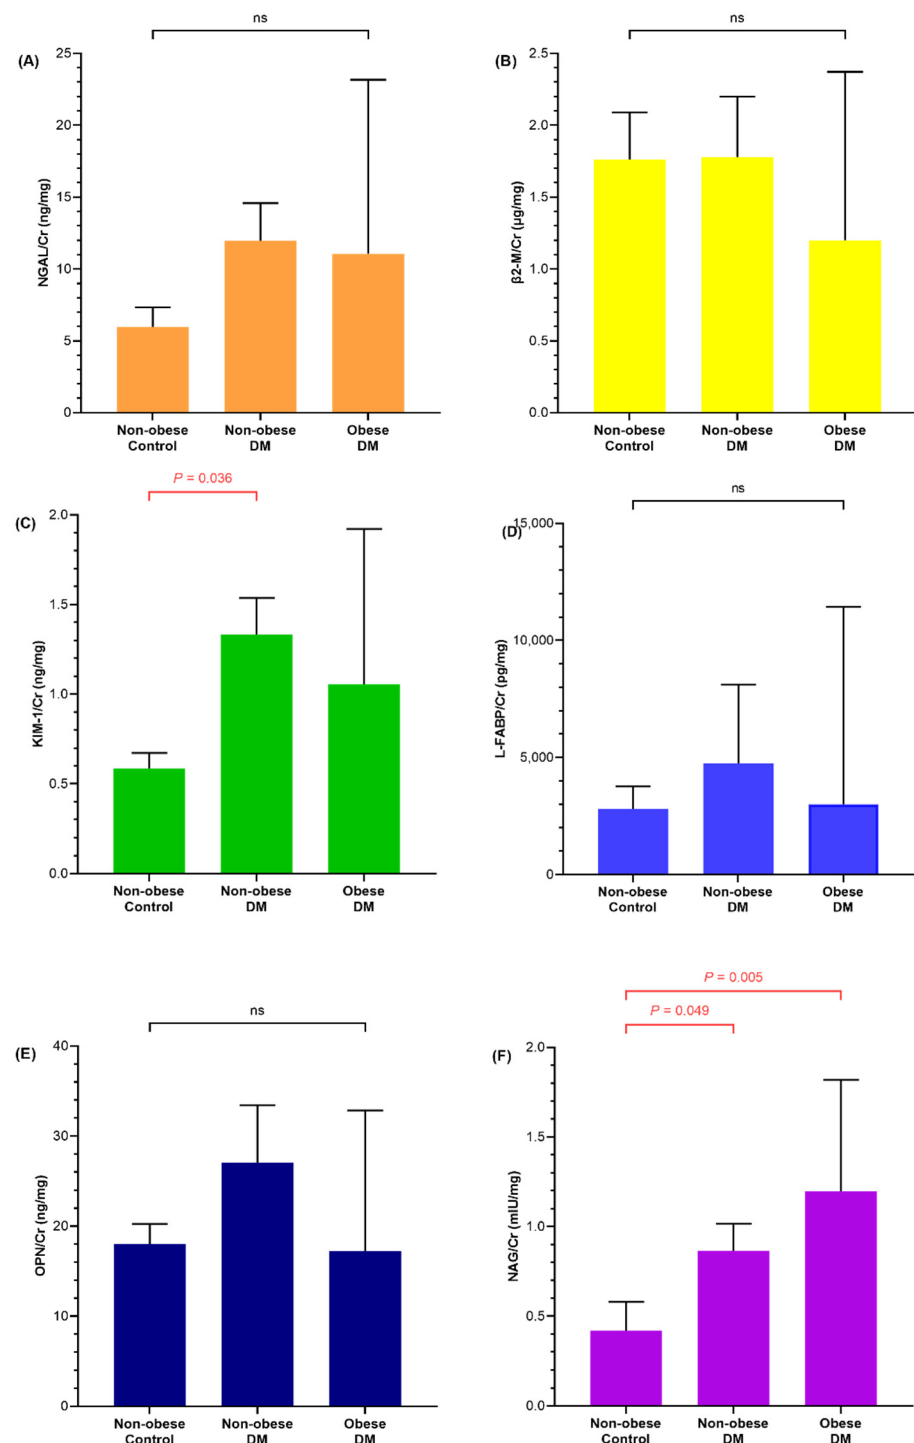 ns
(A)
25
20
15
10
5
0
NGAL/Cr (ng/mg)
Non-obese
Control
Non-obese
DM
Obese
DM
ns
(B)
2.5
2.0
1.5
1.0
0.5
0.0
β2-M/Cr (µg/mg)
Non-obese
Control
Non-obese
DM
Obese
DM
P = 0.036
(C)
2.0
1.5
1.0
0.5
0.0
KIM-1/Cr (ng/mg)
Non-obese
Control
Non-obese
DM
Obese
DM
ns
(D)
15,000
10,000
5,000
0
L-FABP/Cr (pg/mg)
Non-obese
Control
Non-obese
DM
Obese
DM
ns
(E)
40
30
20
10
0
OPN/Cr (ng/mg)
Non-obese
Control
Non-obese
DM
Obese
DM
P = 0.005
P = 0.049
(F)
2.0
1.5
1.0
0.5
0.0
NAG/Cr (mIU/mg)
Non-obese
Control
Non-obese
DM
Obese
DM